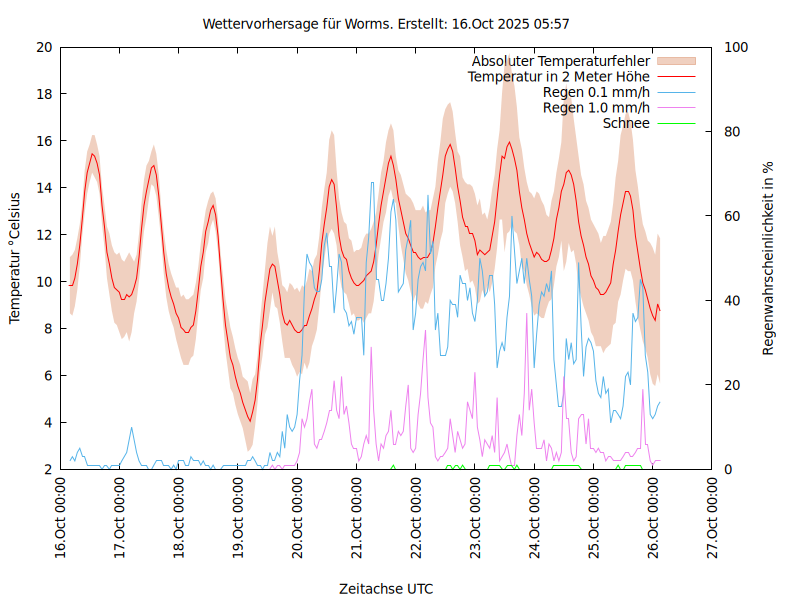 Wettervorhersage für Worms. Erstellt: 16.Oct 2025 05:57
Absoluter Temperaturfehler
Temperatur in 2 Meter Höhe
Regen 0.1 mm/h
Regen 1.0 mm/h
Schnee
Temperatur °Celsius
20
18
16
14
12
10
8
6
4
2
100
80
60
40
20
0
Regenwahrscheinlichkeit in %
16.Oct 00:00
17.Oct 00:00
18.Oct 00:00
19.Oct 00:00
20.Oct 00:00
21.Oct 00:00
22.Oct 00:00
23.Oct 00:00
24.Oct 00:00
25.Oct 00:00
26.Oct 00:00
27.Oct 00:00
Zeitachse UTC